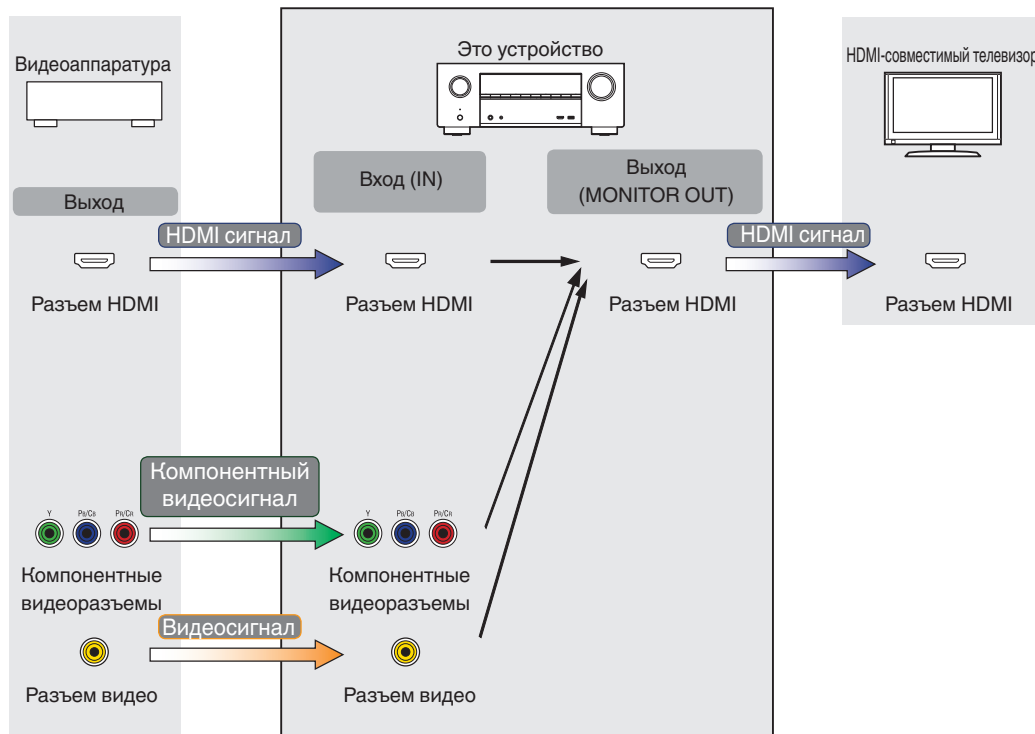 Видеоаппаратура
Это устройство
HDMI-совместимый телевизор
Выход
Вход (IN)
Выход
(MONITOR OUT)
HDMI сигнал
HDMI сигнал
Разъем HDMI
Разъем HDMI
Разъем HDMI
Разъем HDMI
Компонентный
видеосигнал
Y PB/CB PR/CR
Y PB/CB PR/CR
Компонентные
видеоразъемы
Компонентные
видеоразъемы
Видеосигнал
Разъем видео
Разъем видео